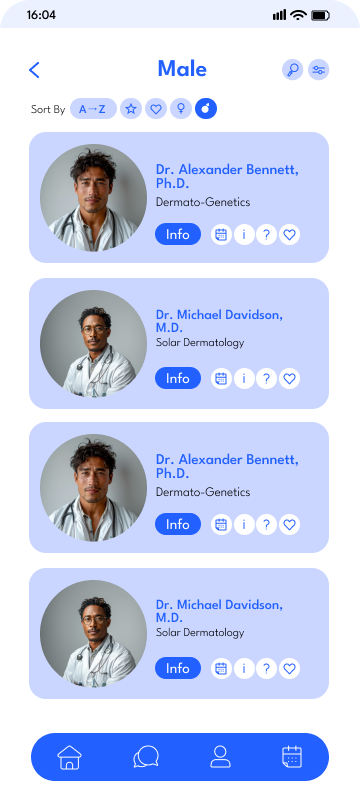 16:04
Male
Sort By
A→Z
Dr. Alexander Bennett,
Ph.D.
Dermato-Genetics
Info
i
?
Dr. Michael Davidson,
M.D.
Solar Dermatology
Info
i
?
Dr. Alexander Bennett,
Ph.D.
Dermato-Genetics
Info
i
?
Dr. Michael Davidson,
M.D.
Solar Dermatology
Info
i
?